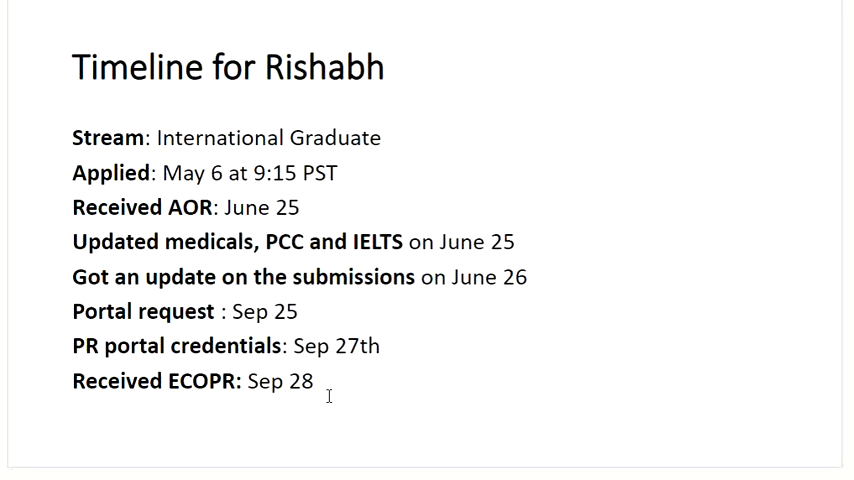 Timeline for Rishabh
Stream: International Graduate
Applied: May 6 at 9:15 PST
Received AOR: June 25
Updated medicals, PCC and IELTS on June 25
Got an update on the submissions on June 26
Portal request : Sep 25
PR portal credentials: Sep 27th
Received ECOPR: Sep 28